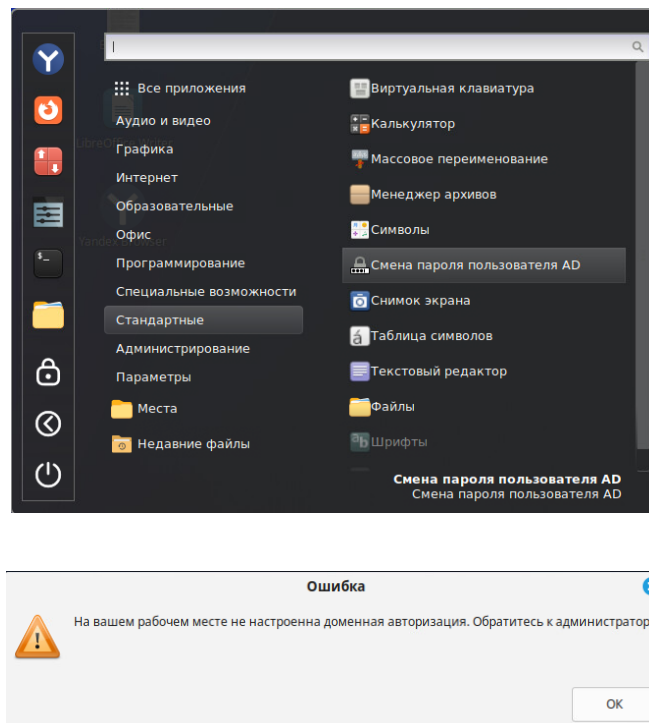 Все приложения
Аудио и видео
Графика
Интернет
Образовательные
Офис
Программирование
Специальные возможности
Стандартные
Администрирование
Параметры
Места
Недавние файлы
Виртуальная клавиатура
Калькулятор
Массовое переименование
Менеджер архивов
Символы
Смена пароля пользователя AD
Снимок экрана
Таблица символов
Текстовый редактор
Файлы
Шрифты
Смена пароля пользователя AD
Смена пароля пользователя AD
Ошибка
На вашем рабочем месте не настроенна доменная авторизация. Обратитесь к администратор
OK